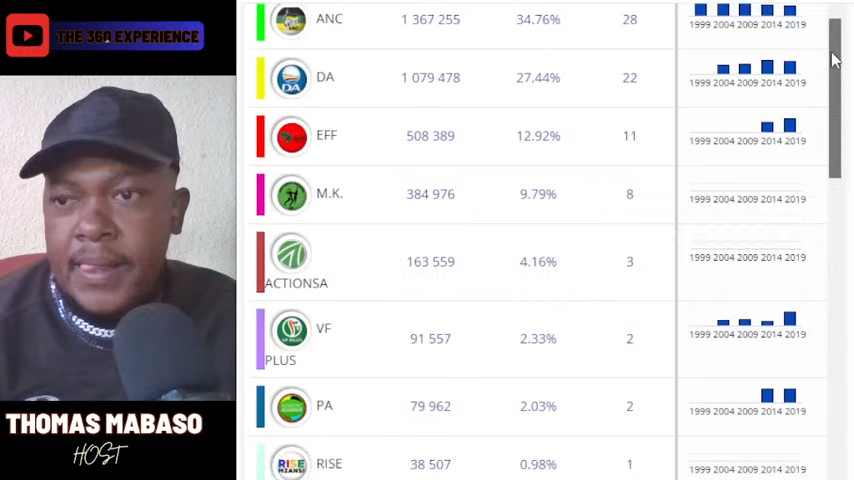 THE 360 EXPERIENCE
ANC 1 367 255 34.76% 28
1999 2004 2009 2014 2019
DA
DA 1 079 478 27.44% 22
1999 2004 2009 2014 2019
EFF 508 389 12.92% 11
1999 2004 2009 2014 2019
M.K. 384 976 9.79% 8
1999 2004 2009 2014 2019
163 559 4.16% 3
1999 2004 2009 2014 2019
ACTIONSA
VF 91 557 2.33% 2
1999 2004 2009 2014 2019
PLUS
PA 79 962 2.03% 2
1999 2004 2009 2014 2019
RISE MZANSI
RISE 38 507 0.98% 1
1999 2004 2009 2014 2019
THOMAS MABASO
HOST